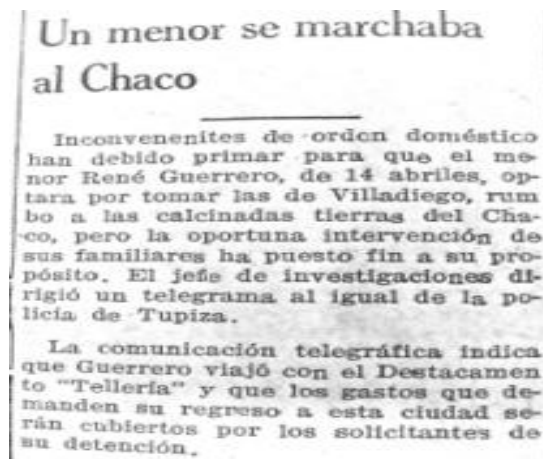 Un menor se marchaba
al Chaco
Inconvenenites de orden doméstico
han debido primar para que el me-
nor René Guerrero, de 14 abriles, op-
tara por tomar las de Villadiego, rum
bo a las calcinadas tierras del Cha-
co, pero la oportuna intervención de
sus familiares ha puesto fin a su pro-
pósito. El jefe de investigaciones di-
rigió un telegrama al igual de la po-
licía de Tupiza.
La comunicación telegráfica indica
que Guerrero viajó con el Destacamen
to "Tellería" y que los gastos que de-
manden su regreso a esta ciudad se-
rán cubiertos por los solicitantes de
su detención.